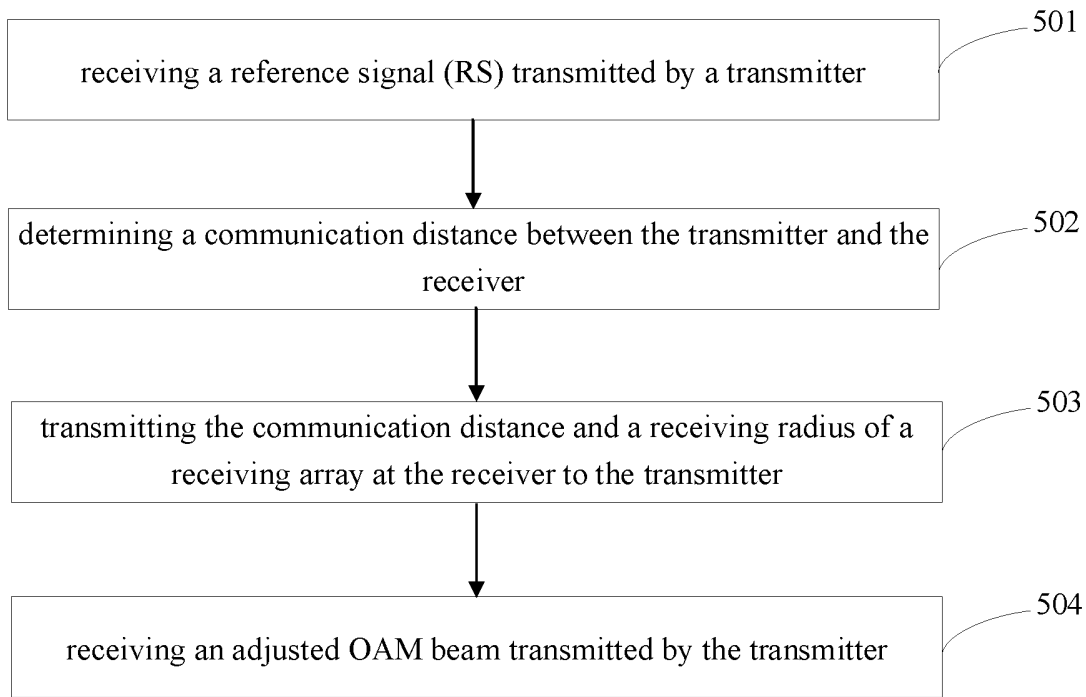 501
receiving a reference signal (RS) transmitted by a transmitter
502
determining a communication distance between the transmitter and the
receiver
503
transmitting the communication distance and a receiving radius of a
receiving array at the receiver to the transmitter
504
receiving an adjusted OAM beam transmitted by the transmitter